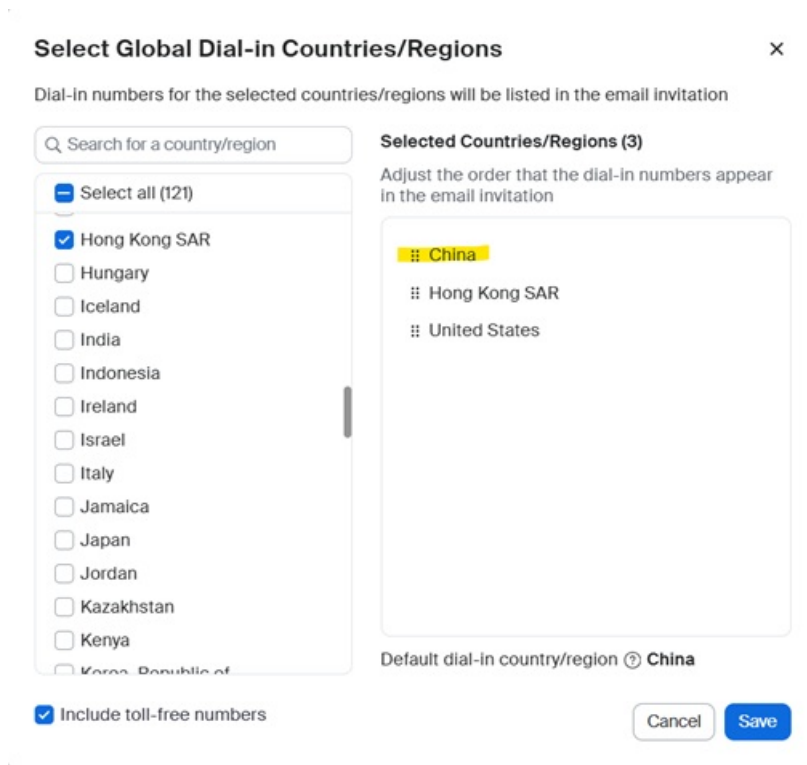 Select Global Dial-in Countries/Regions
Dial-in numbers for the selected countries/regions will be listed in the email invitation
Search for a country/region
Select all (121)
Hong Kong SAR
Hungary
Iceland
India
Indonesia
Ireland
Israel
Italy
Jamaica
Japan
Jordan
Kazakhstan
Kenya
Korea, Republic of
Include toll-free numbers
Selected Countries/Regions (3)
Adjust the order that the dial-in numbers appear
in the email invitation
China
Hong Kong SAR
United States
Default dial-in country/region ? China
Cancel
Save